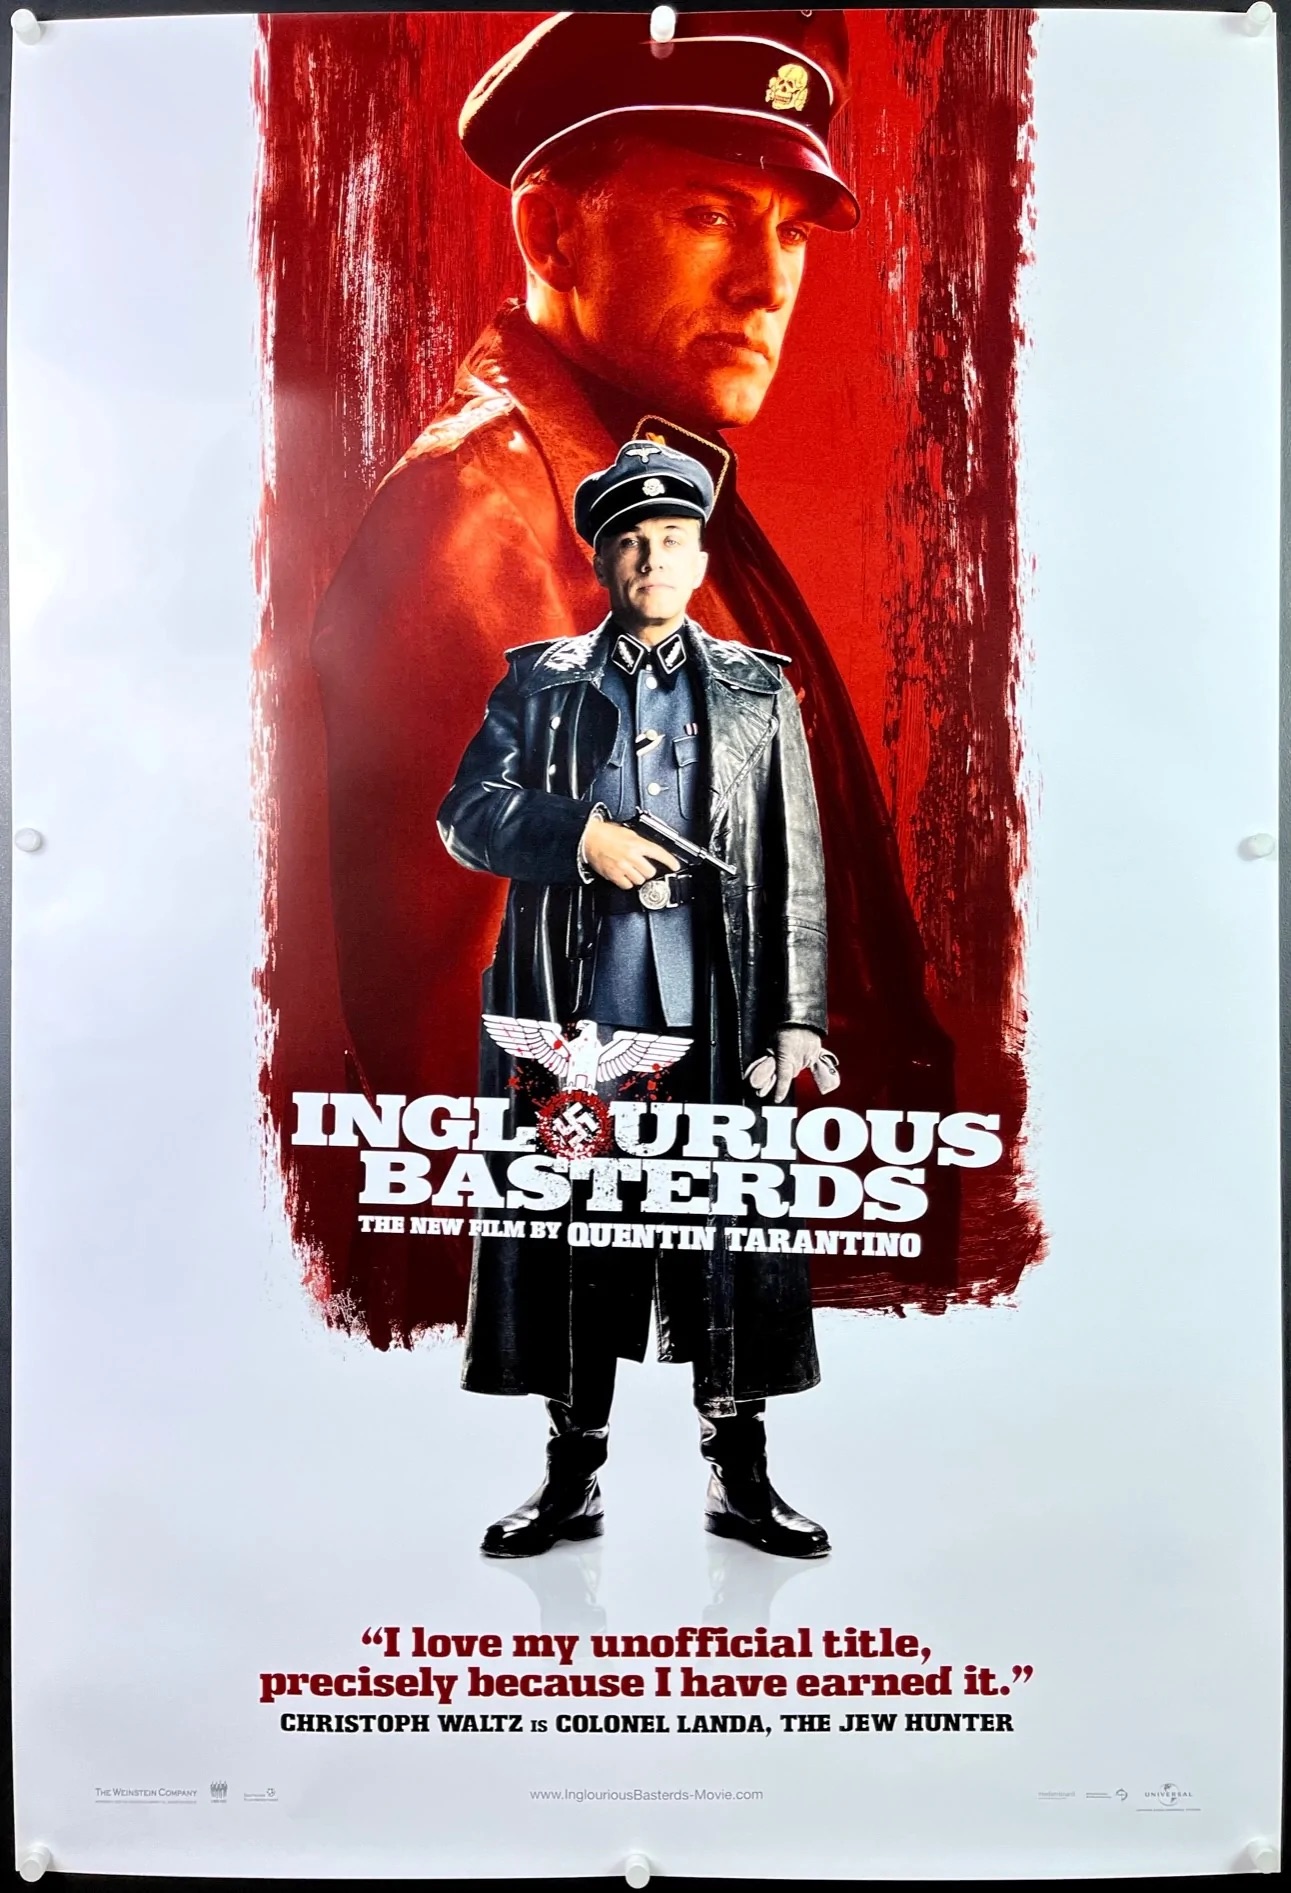 INGLOURIOUS
BASTERDS
THE NEW FILM BY QUENTIN TARANTINO
“I love my unofficial title,
precisely because I have earned it.”
CHRISTOPH WALTZ IS COLONEL LANDA, THE JEW HUNTER
THE WEINSTEIN COMPANY
www.InglouriousBasterds-Movie.com
UNIVERSAL